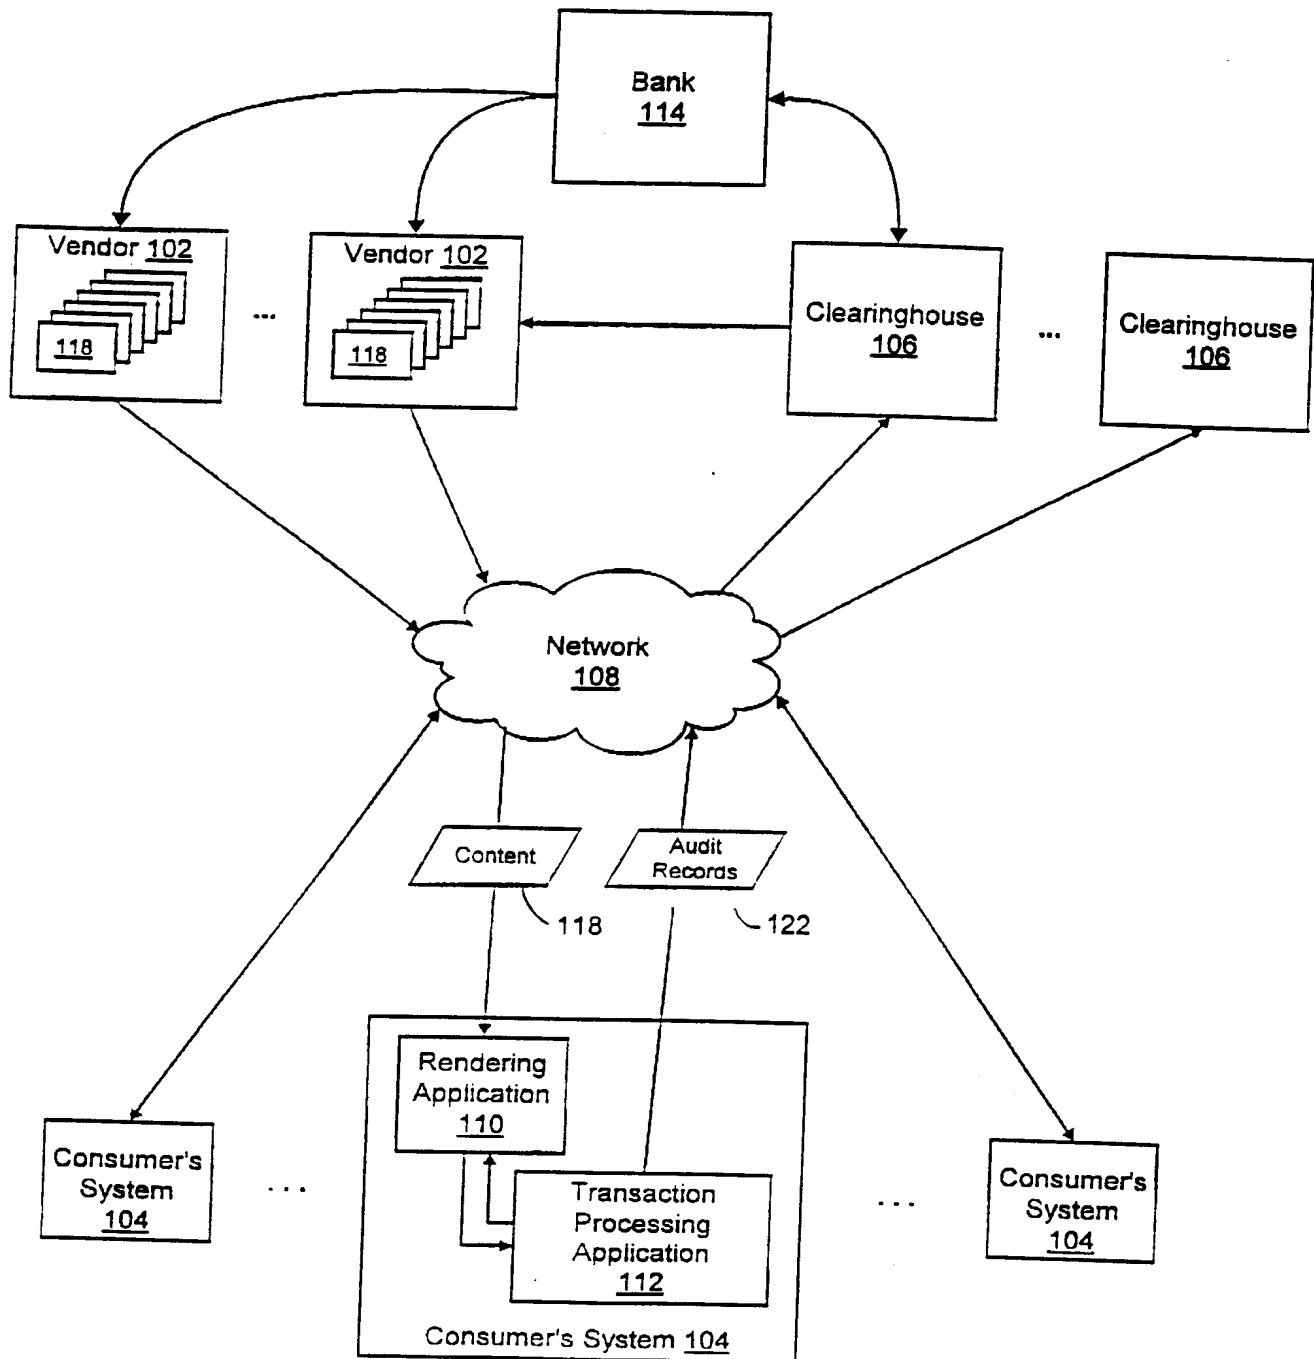 Bank
114
Vendor 102
118
...
Vendor 102
118
Clearinghouse
106
...
Clearinghouse
106
Network
108
Content
118
Audit
Records
122
Rendering
Application
110
Transaction
Processing
Application
112
Consumer's System 104
Consumer's
System
104
...
...
Consumer's
System
104